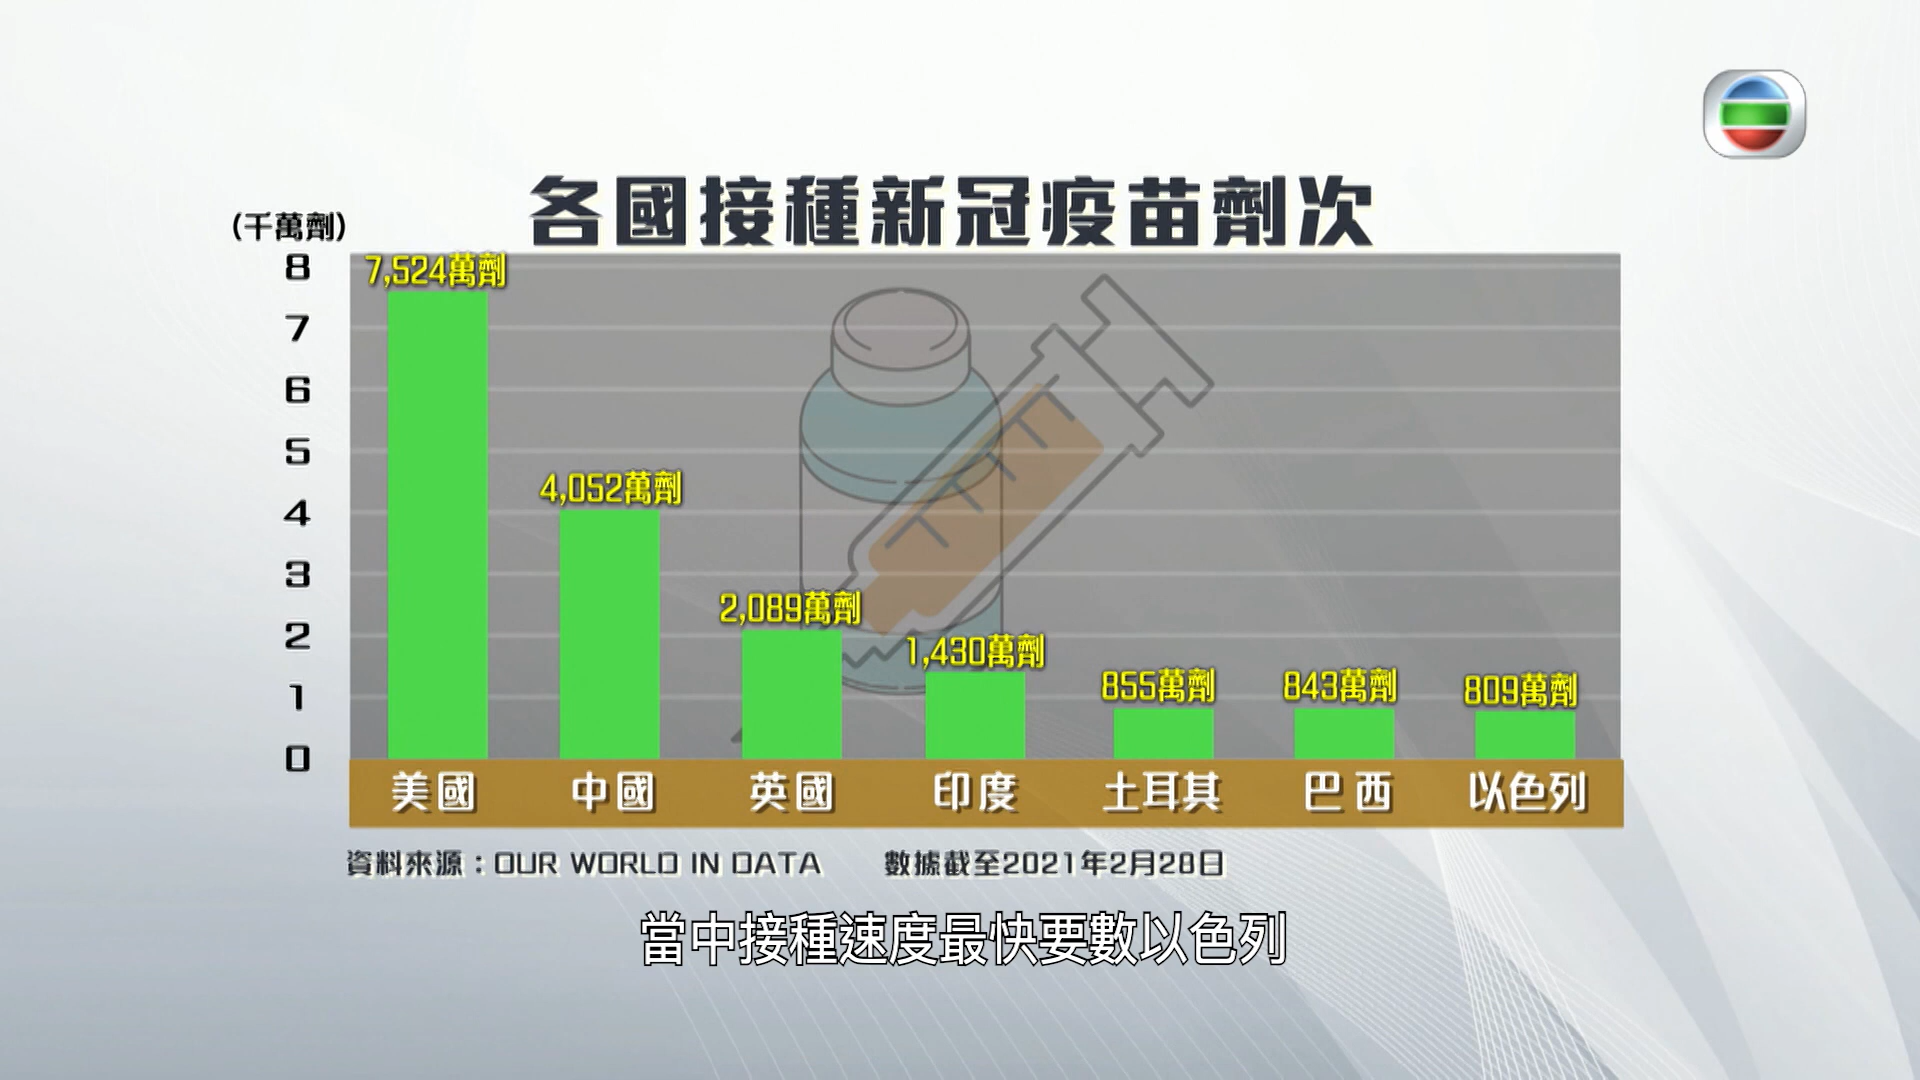 各國接種新冠疫苗劑次
(千萬劑)
8
7
6
5
4
3
2
1
0
7,524萬劑
4,052萬劑
2,089萬劑
1,430萬劑
855萬劑
843萬劑
809萬劑
美國 中國 英國 印度 土耳其 巴西 以色列
資料來源：OUR WORLD IN DATA 數據截至2021年2月28日
當中接種速度最快要數以色列